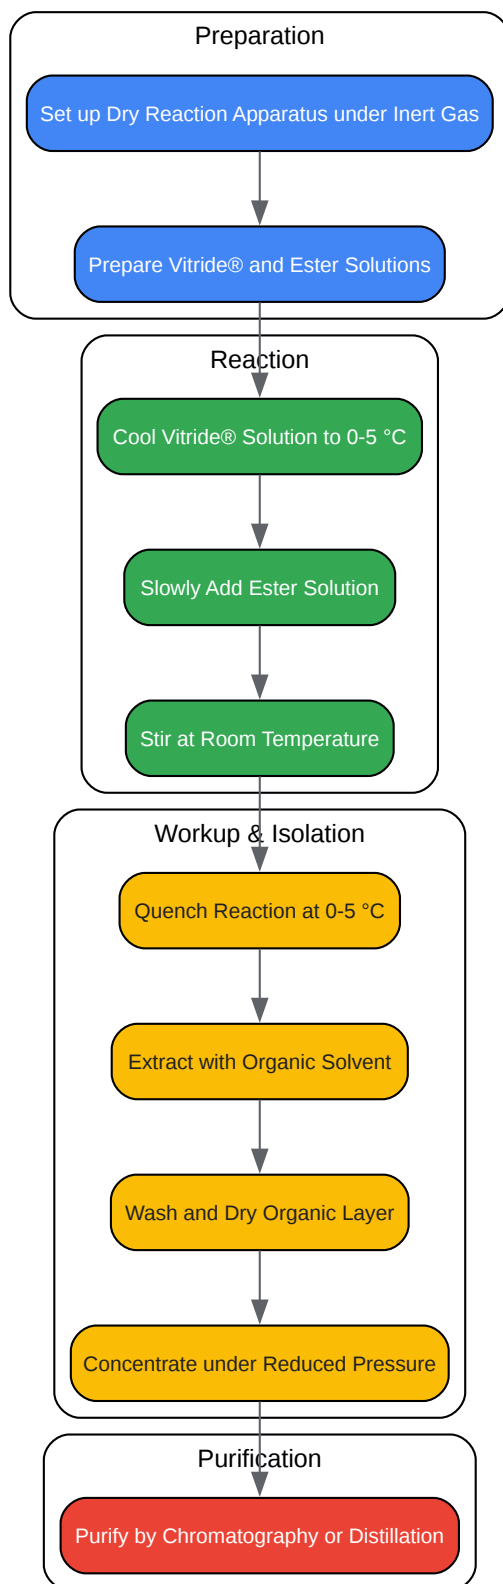 Preparation
Set up Dry Reaction Apparatus under Inert Gas
Prepare Vitride® and Ester Solutions
Reaction
Cool Vitride® Solution to 0-5 °C
Slowly Add Ester Solution
Stir at Room Temperature
Workup & Isolation
Quench Reaction at 0-5 °C
Extract with Organic Solvent
Wash and Dry Organic Layer
Concentrate under Reduced Pressure
Purification
Purify by Chromatography or Distillation